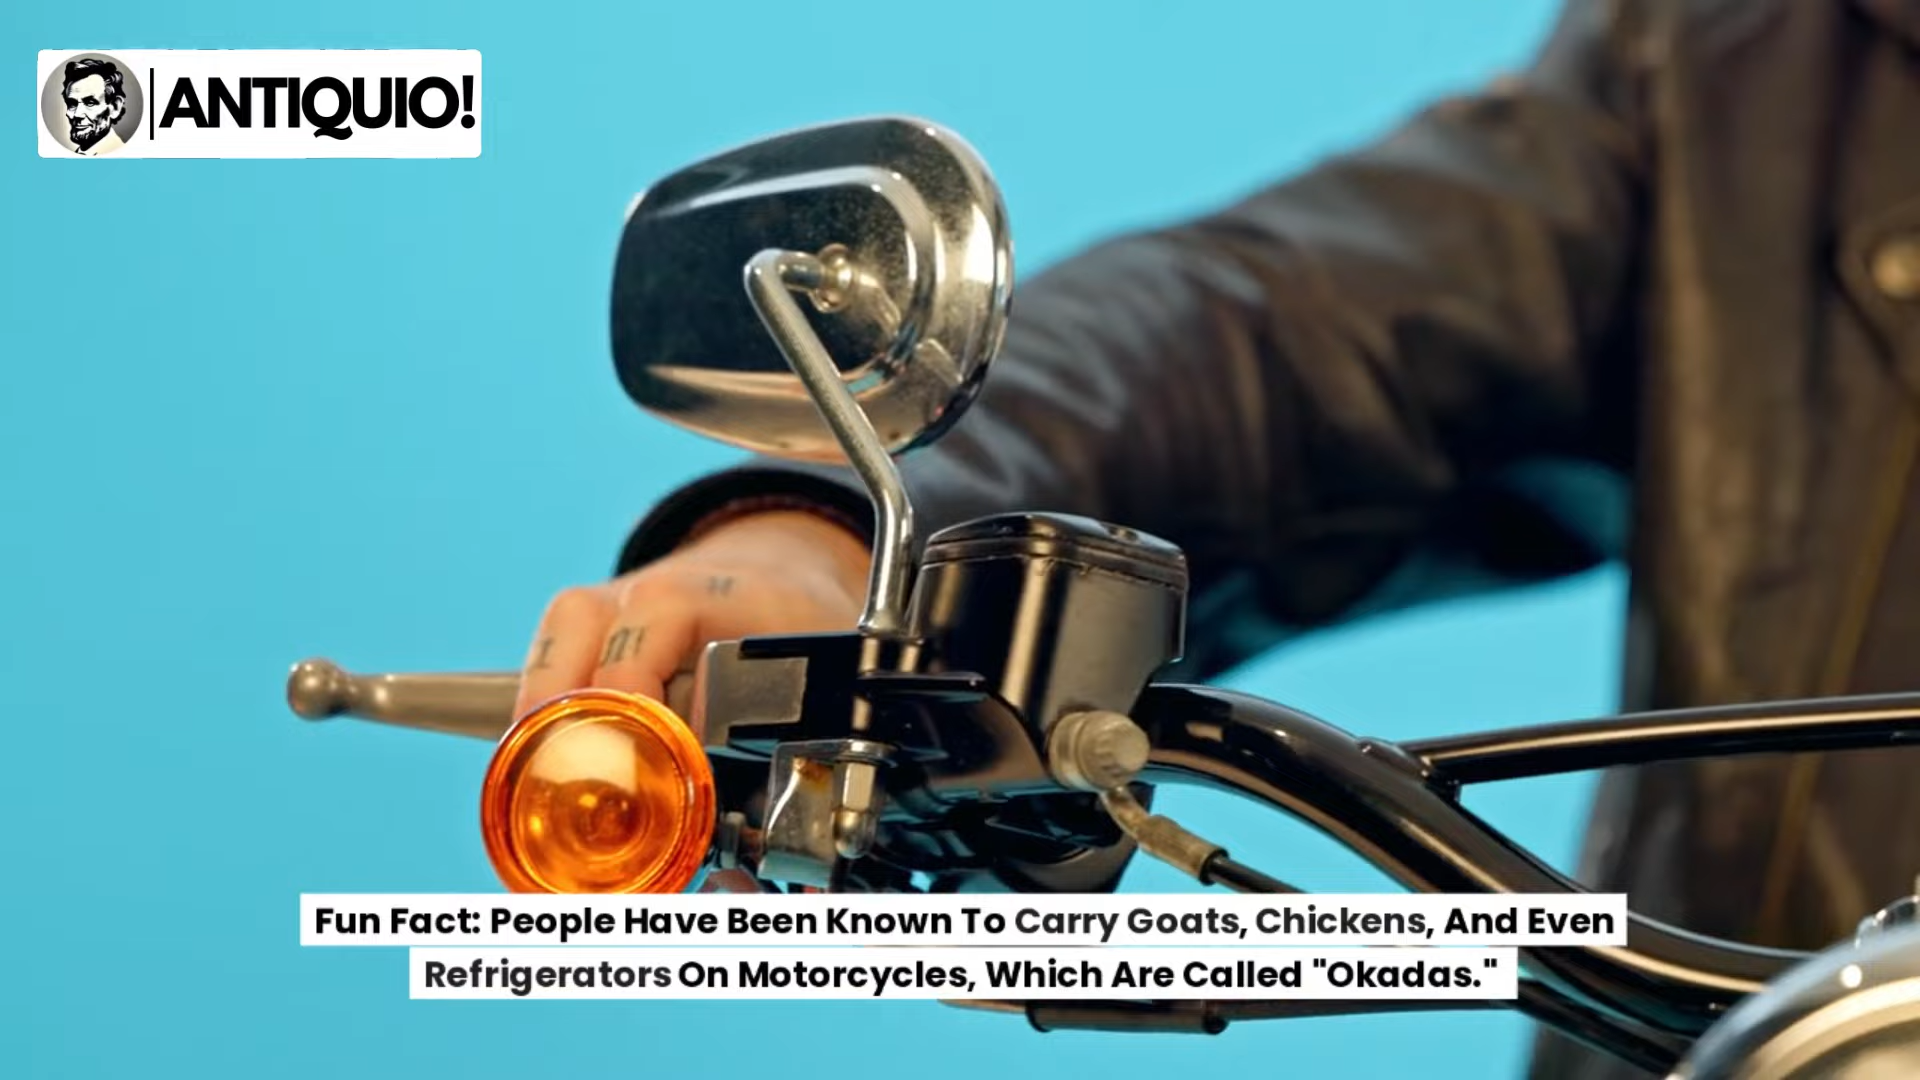 ANTIQUIO!
Fun Fact: People Have Been Known To Carry Goats, Chickens, And Even
Refrigerators On Motorcycles, Which Are Called "Okadas."